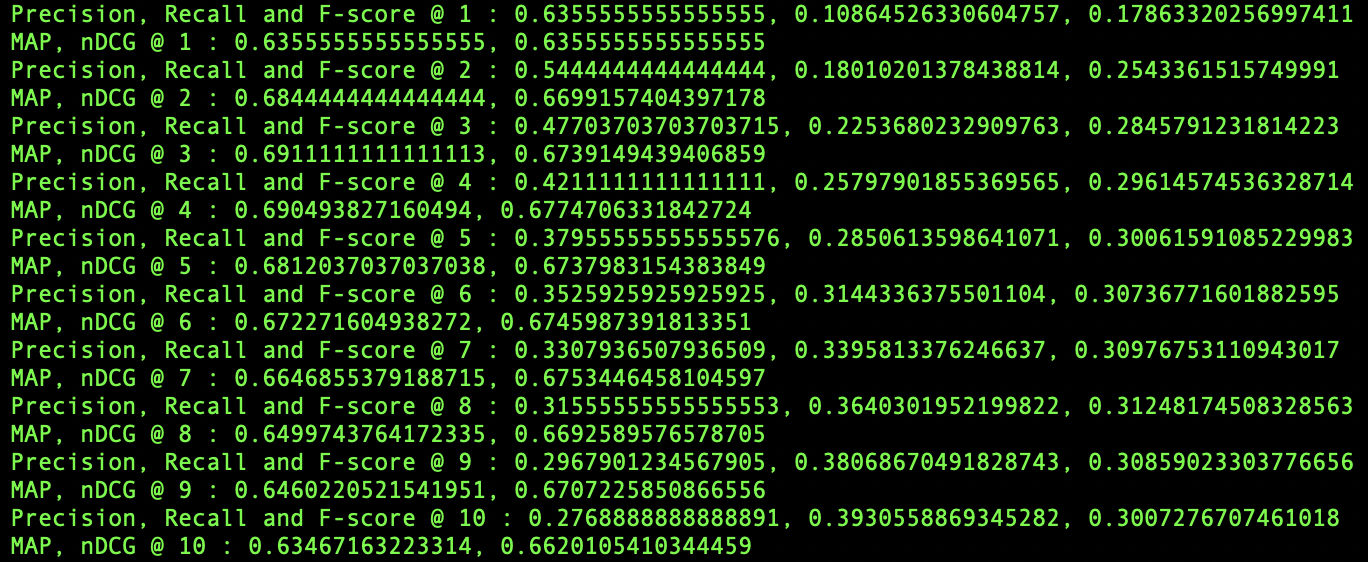 Precision, Recall and F-score @ 1 : 0.6355555555555555, 0.10864526330604757, 0.17863320256997411
MAP, nDCG @ 1 : 0.6355555555555555, 0.6355555555555555
Precision, Recall and F-score @ 2 : 0.5444444444444444, 0.18010201378438814, 0.2543361515749991
MAP, nDCG @ 2 : 0.6844444444444444, 0.6699157404397178
Precision, Recall and F-score @ 3 : 0.47703703703703715, 0.2253680232909763, 0.2845791231814223
MAP, nDCG @ 3 : 0.6911111111111113, 0.6739149439406859
Precision, Recall and F-score @ 4 : 0.4211111111111111, 0.257979901855369565, 0.29614574536328714
MAP, nDCG @ 4 : 0.690493827160494, 0.6774706331842724
Precision, Recall and F-score @ 5 : 0.37955555555555576, 0.2850613598641071, 0.30061591085229983
MAP, nDCG @ 5 : 0.6812037037037038, 0.6737983154383849
Precision, Recall and F-score @ 6 : 0.3525925925925925, 0.3144336375501104, 0.30736771601882595
MAP, nDCG @ 6 : 0.672271604938272, 0.6745987391813351
Precision, Recall and F-score @ 7 : 0.3307936507936509, 0.3395813376246637, 0.30976753110943017
MAP, nDCG @ 7 : 0.6646855379188715, 0.6753446458104597
Precision, Recall and F-score @ 8 : 0.31555555555555553, 0.3640301952199822, 0.31248174508328563
MAP, nDCG @ 8 : 0.6499743764172335, 0.6692589576578705
Precision, Recall and F-score @ 9 : 0.2967901234567905, 0.38068670491828743, 0.30859023303776656
MAP, nDCG @ 9 : 0.6460220521541951, 0.6707225850866556
Precision, Recall and F-score @ 10 : 0.2768888888888891, 0.3930558869345282, 0.3007276707461018
MAP, nDCG @ 10 : 0.63467163223314, 0.6620105410344459